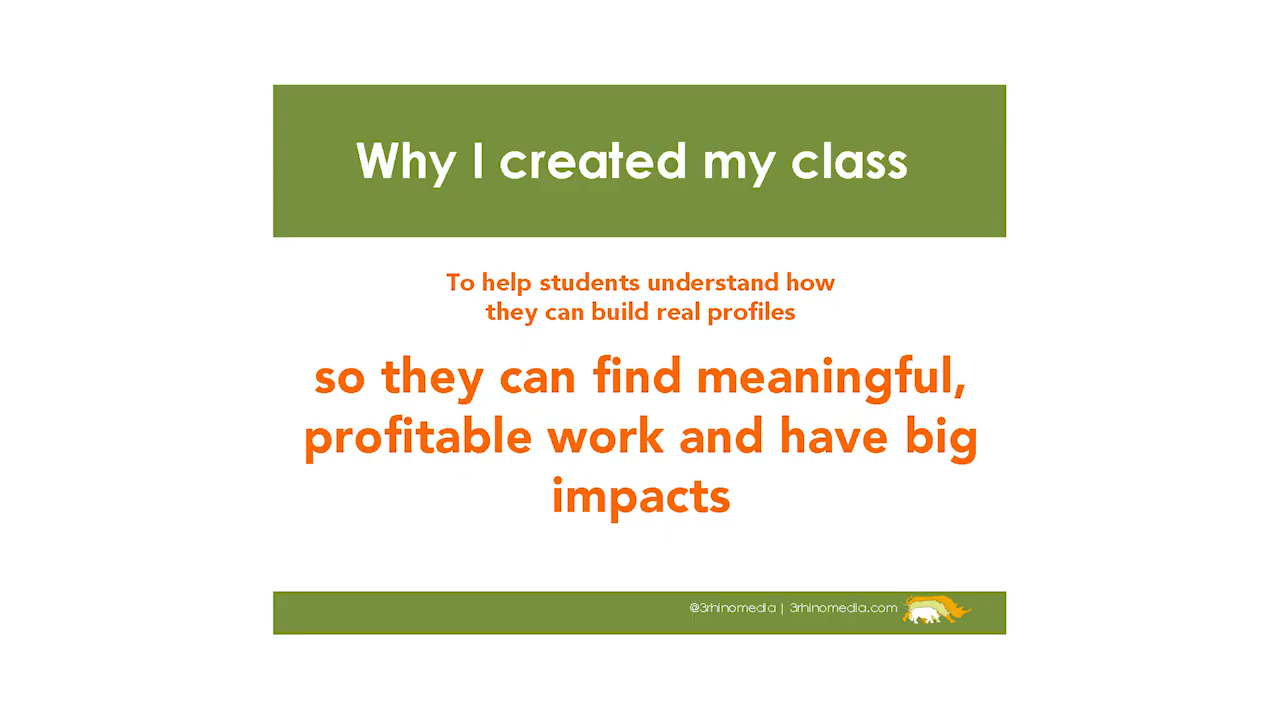 Why I created my class
To help students understand how
they can build real profiles
so they can find meaningful,
profitable work and have big
impacts
@3rhinomedia | 3rhinomedia.com